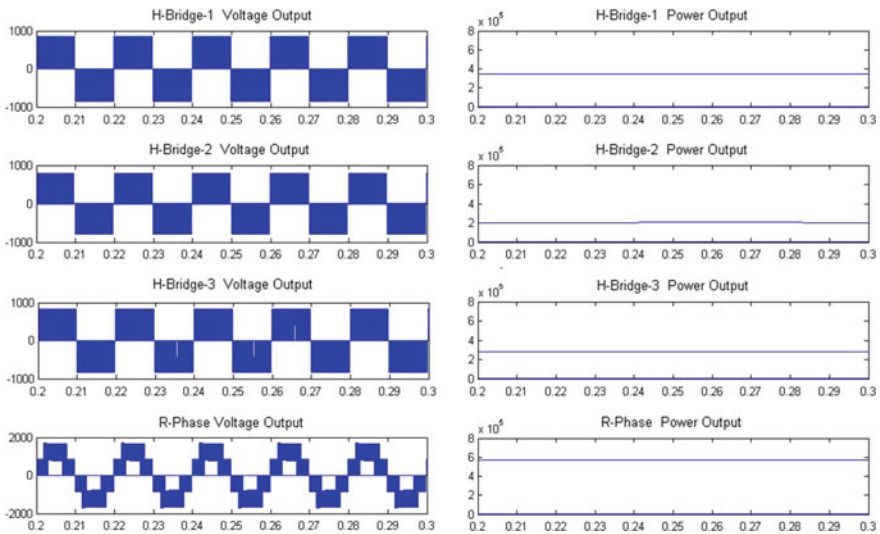 H-Bridge-1 Voltage Output
1000
0
-1000
0.2 0.21 0.22 0.23 0.24 0.25 0.26 0.27 0.28 0.29 0.3
H-Bridge-1 Power Output
x 10^5
8
6
4
2
0
0.2 0.21 0.22 0.23 0.24 0.25 0.26 0.27 0.28 0.29 0.3
H-Bridge-2 Voltage Output
1000
0
-1000
0.2 0.21 0.22 0.23 0.24 0.25 0.26 0.27 0.28 0.29 0.3
H-Bridge-2 Power Output
x 10^5
8
6
4
2
0
0.2 0.21 0.22 0.23 0.24 0.25 0.26 0.27 0.28 0.29 0.3
H-Bridge-3 Voltage Output
1000
0
-1000
0.2 0.21 0.22 0.23 0.24 0.25 0.26 0.27 0.28 0.29 0.3
H-Bridge-3 Power Output
x 10^5
8
6
4
2
0
0.2 0.21 0.22 0.23 0.24 0.25 0.26 0.27 0.28 0.29 0.3
R-Phase Voltage Output
2000
0
-2000
0.2 0.21 0.22 0.23 0.24 0.25 0.26 0.27 0.28 0.29 0.3
R-Phase Power Output
x 10^5
8
6
4
2
0
0.2 0.21 0.22 0.23 0.24 0.25 0.26 0.27 0.28 0.29 0.3